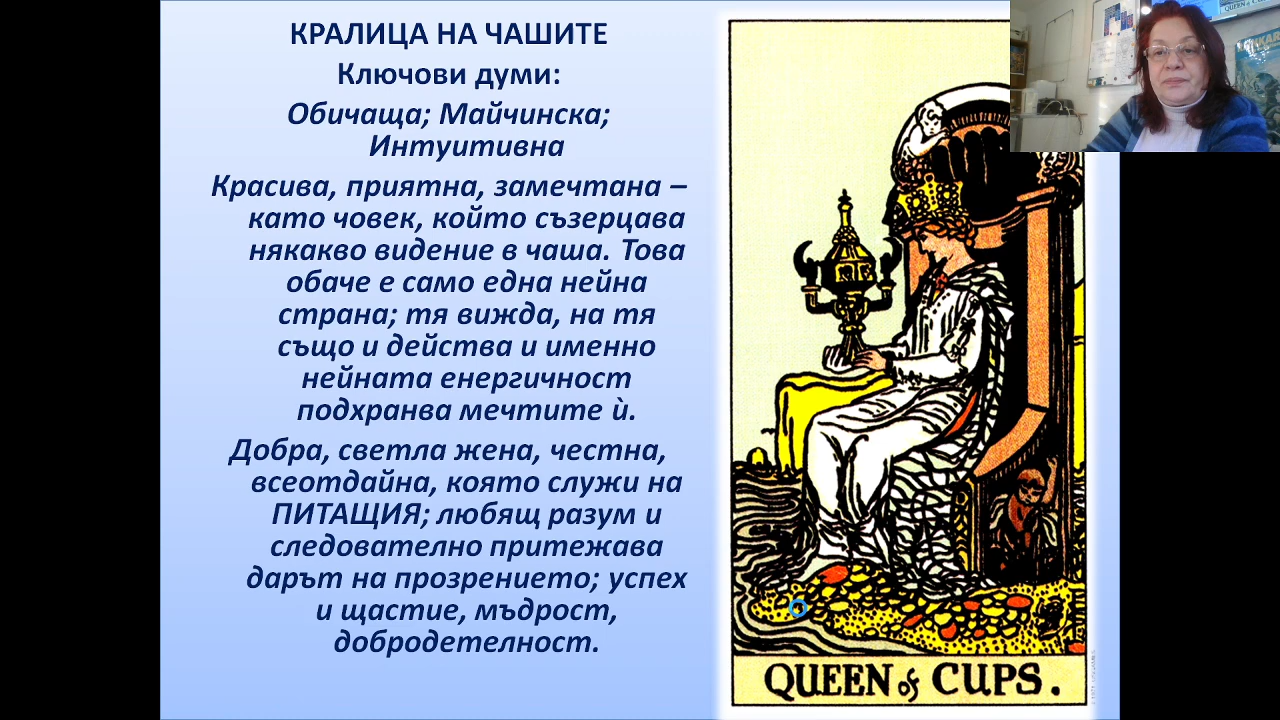 КРАЛИЦА НА ЧАШИТЕ
Ключови думи:
Обичаща; Майчинска;
Интуитивна
Красива, приятна, замечтана –
като човек, който съзерцава
някакво видение в чаша. Това
обаче е само една нейна
страна; тя вижда, на тя
също и действа и именно
нейната енергичност
подхранва мечтите ѝ.
Добра, светла жена, честна,
всеотдайна, която служи на
ПИТАЩИЯ; любящ разум и
следователно притежава
дарът на прозрението; успех
и щастие, мъдрост,
добродетелност.
QUEEN of CUPS.